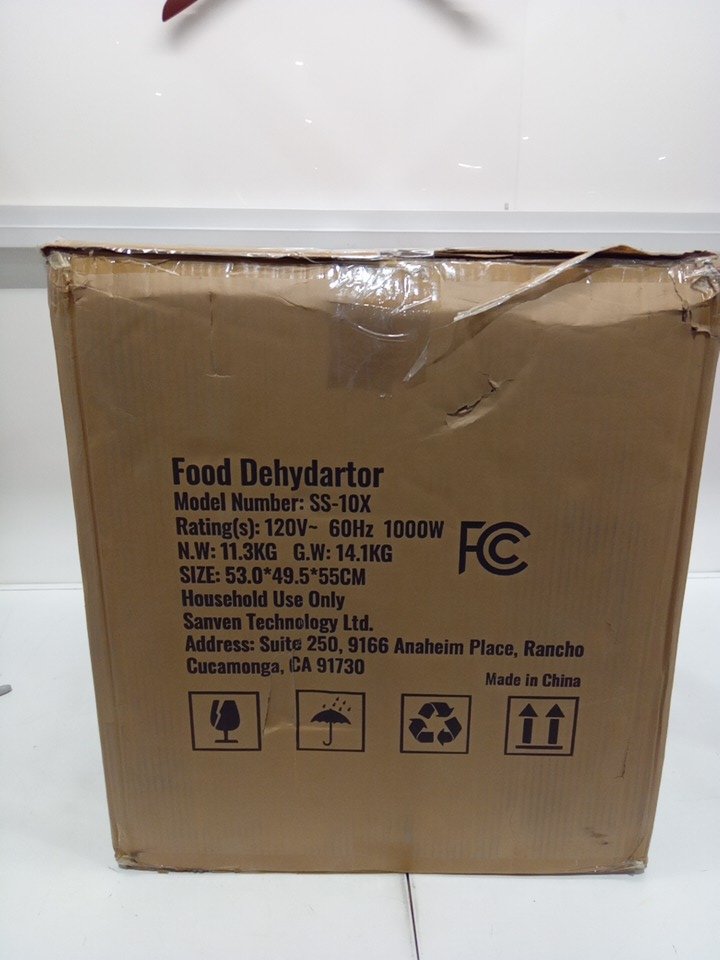 Food Dehydartor
Model Number: SS-10X
Rating(s): 120V~ 60Hz 1000W
FC
N.W: 11.3KG G.W: 14.1KG
SIZE: 53.0*49.5*55CM
Household Use Only
Sanven Technology Ltd.
Address: Suite 250, 9166 Anaheim Place, Rancho
Cucamonga, CA 91730
Made in China